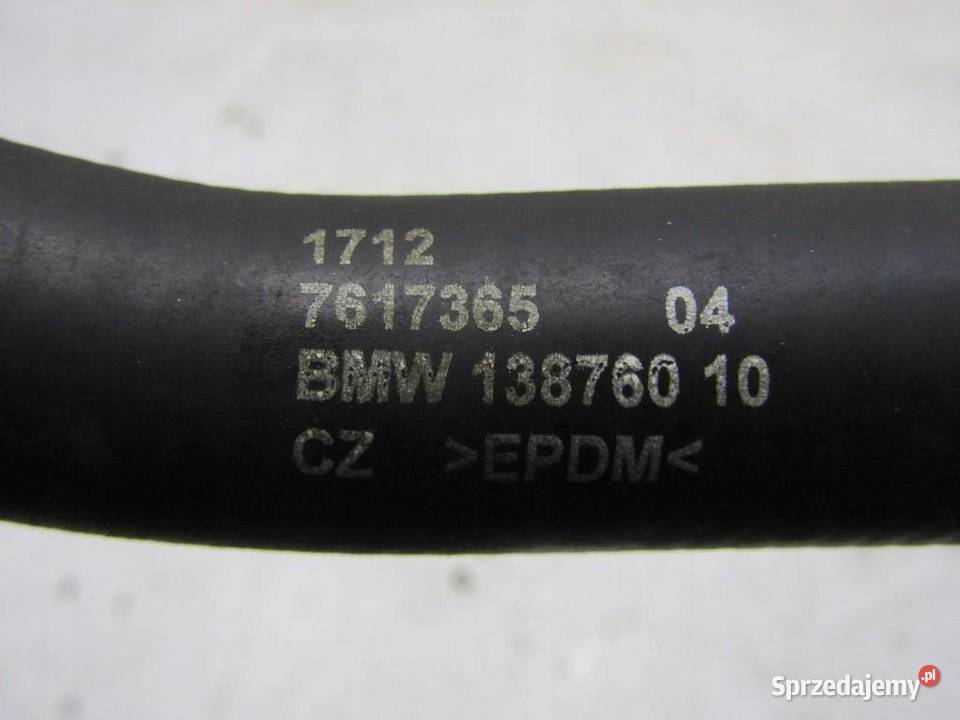 1712
7617365 04
BMW 138760 10
CZ >EPDM<
Sprzedajemy.pl